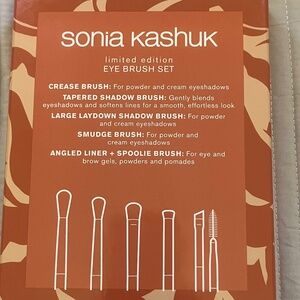 sonia kashuk
limited edition
EYE BRUSH SET
CREASE BRUSH: For powder and cream eyeshadows
TAPERED SHADOW BRUSH: Gently blends
eyeshadows and softens lines for a smooth, effortless look
LARGE LAYDOWN SHADOW BRUSH: For powder
and cream eyeshadows
SMUDGE BRUSH: For powder and
cream eyeshadows
ANGLED LINER + SPOOLIE BRUSH: For eye and
brow gels, powders and pomades